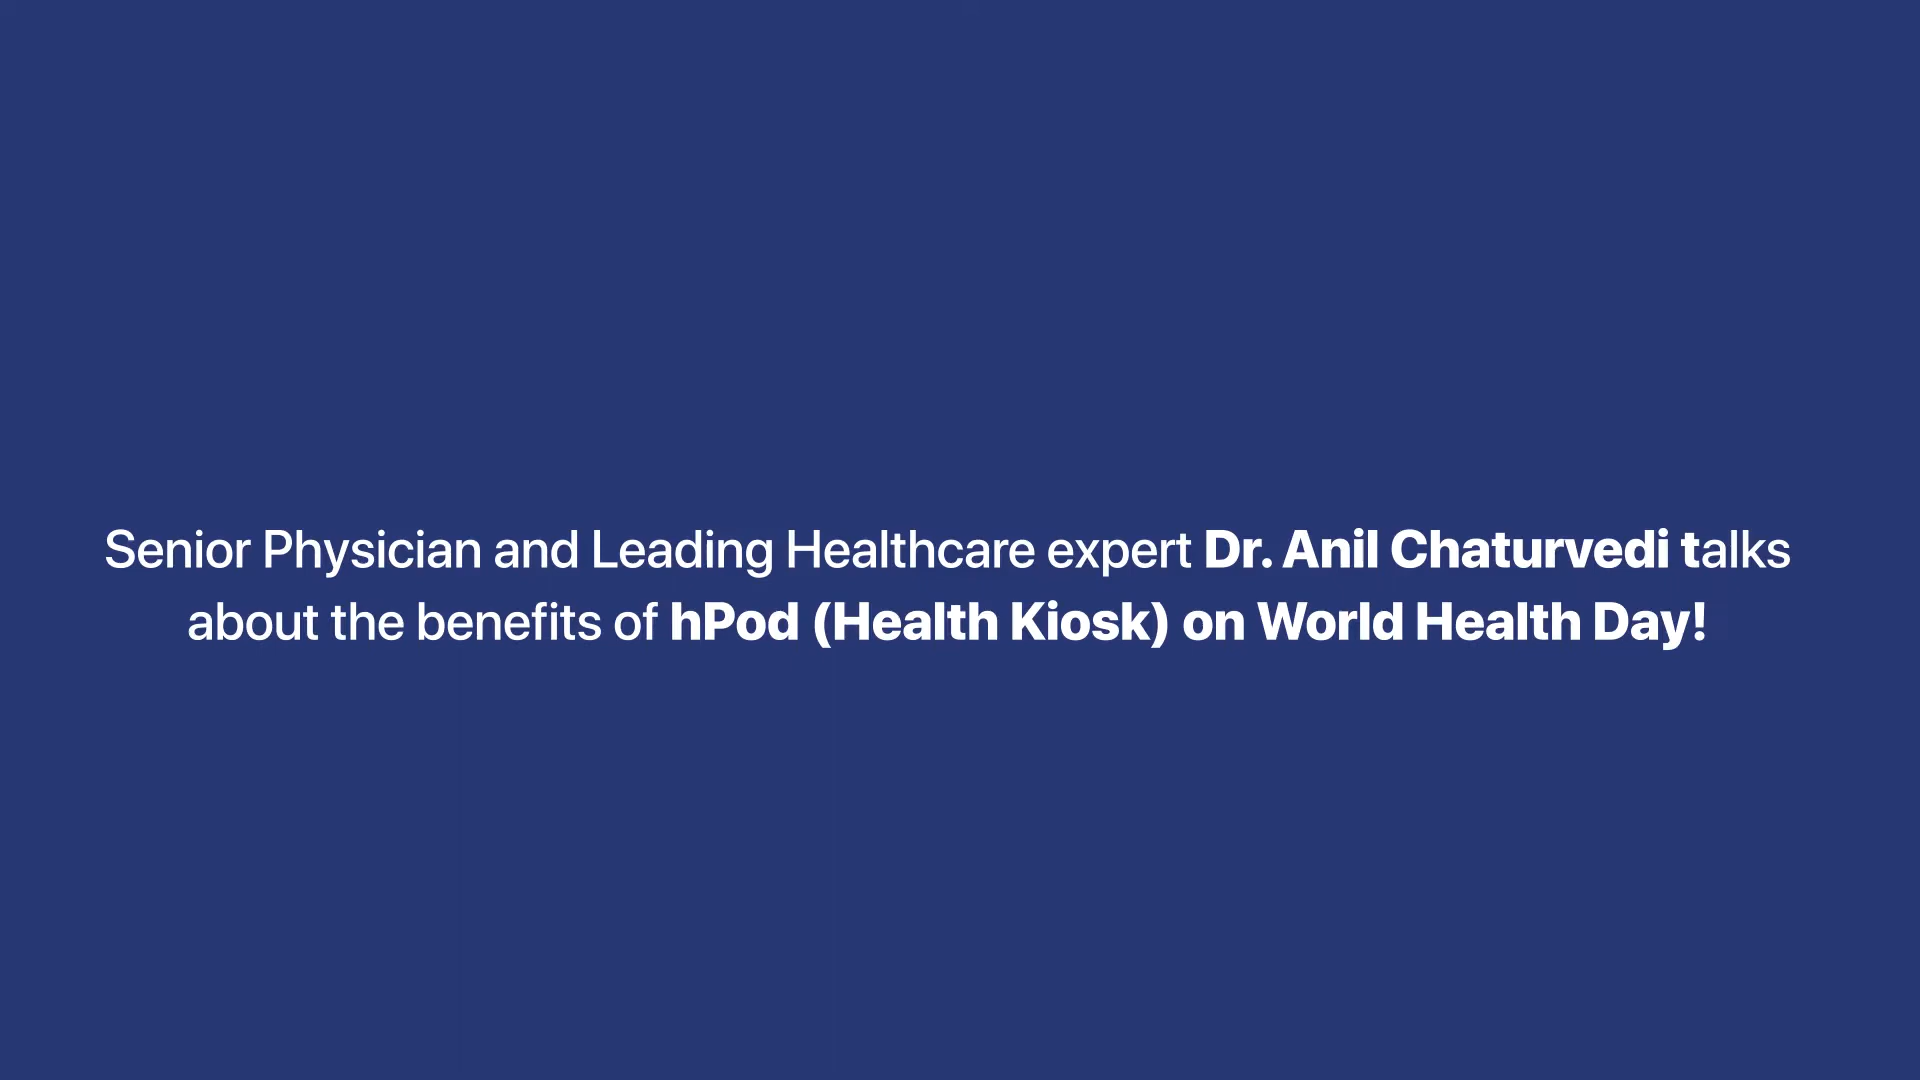 Senior Physician and Leading Healthcare expert Dr. Anil Chaturvedi talks
about the benefits of hPod (Health Kiosk) on World Health Day!